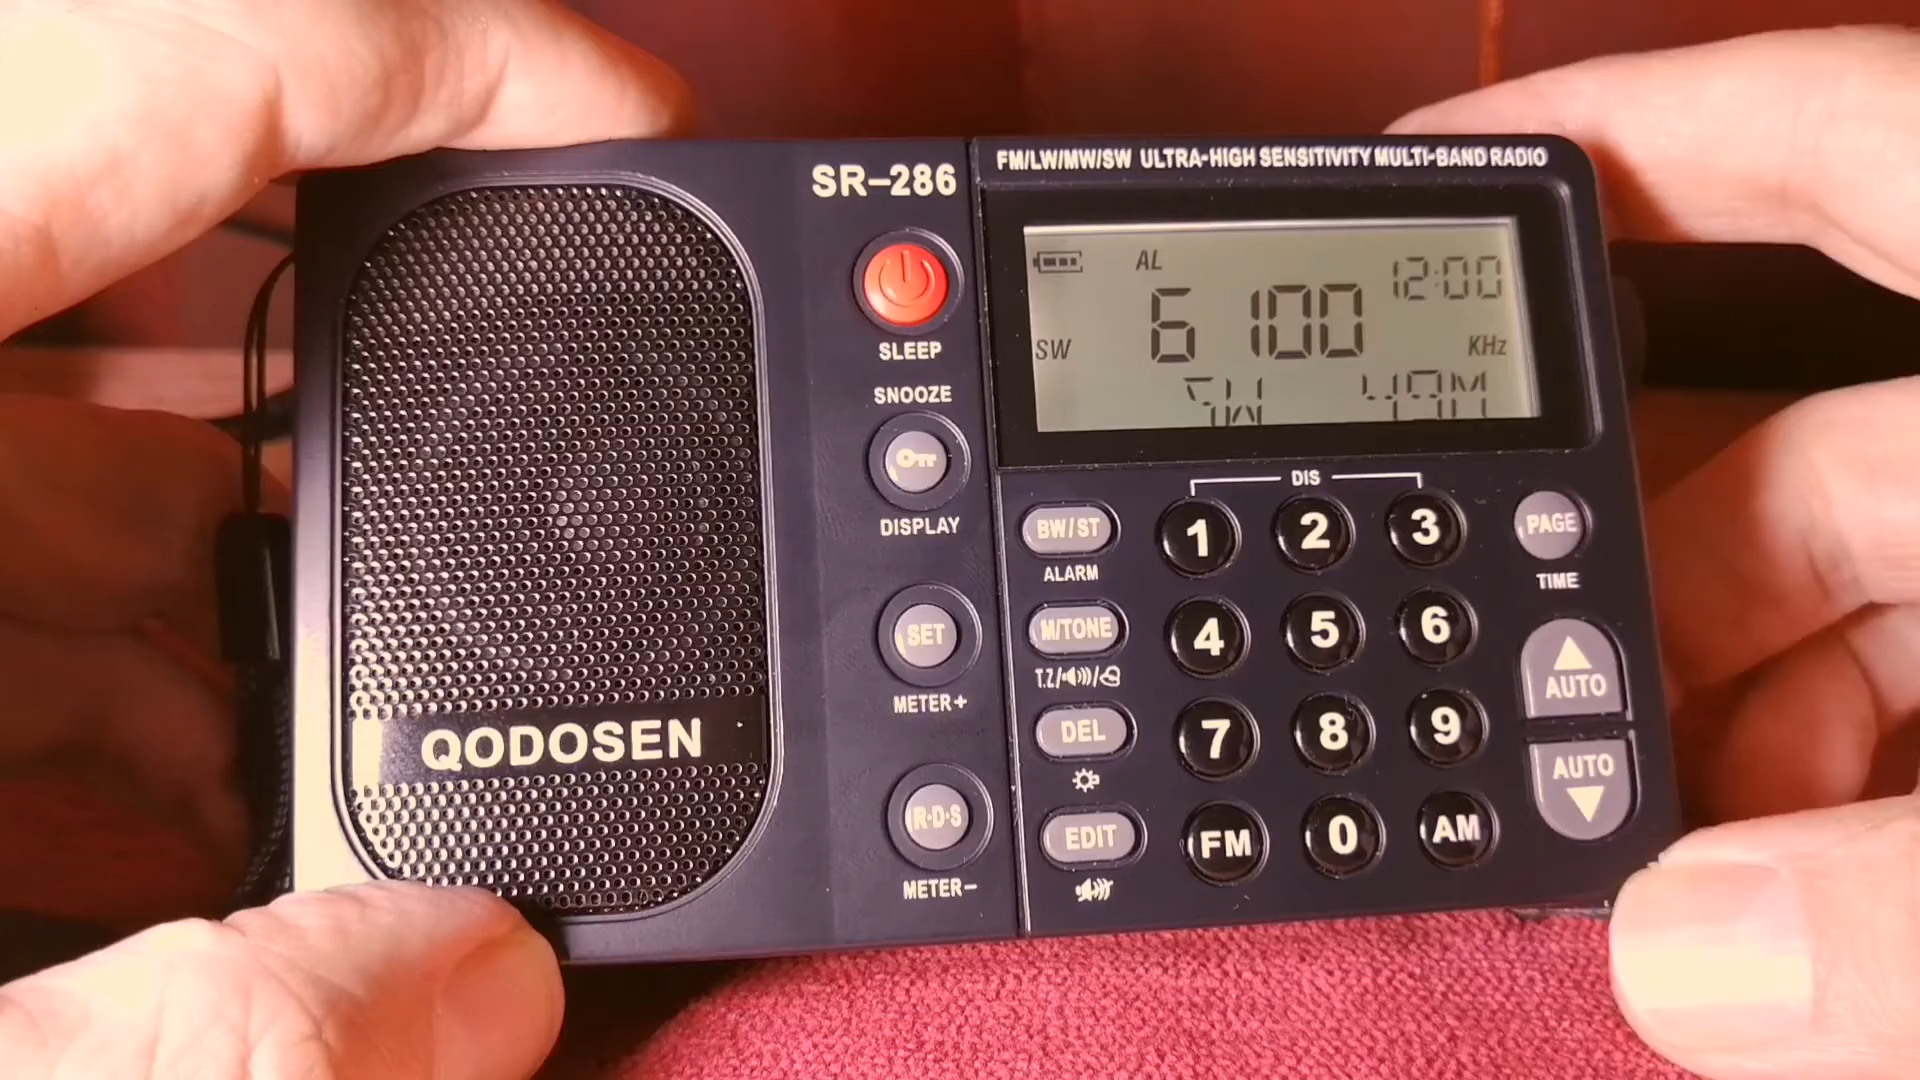 SR-286
FM/LW/MW/SW ULTRA-HIGH SENSITIVITY MULTI-BAND RADIO
AL
12:00
6 100
SW
KHz
SW 49M
SLEEP
SNOOZE
DISPLAY
SET
METER+
R·D·S
METER-
QODOSEN
DIS
BW/ST
1 2 3
PAGE
ALARM
TIME
M/TONE
4 5 6
T.Z/
AUTO
DEL
7 8 9
AUTO
EDIT
FM 0 AM